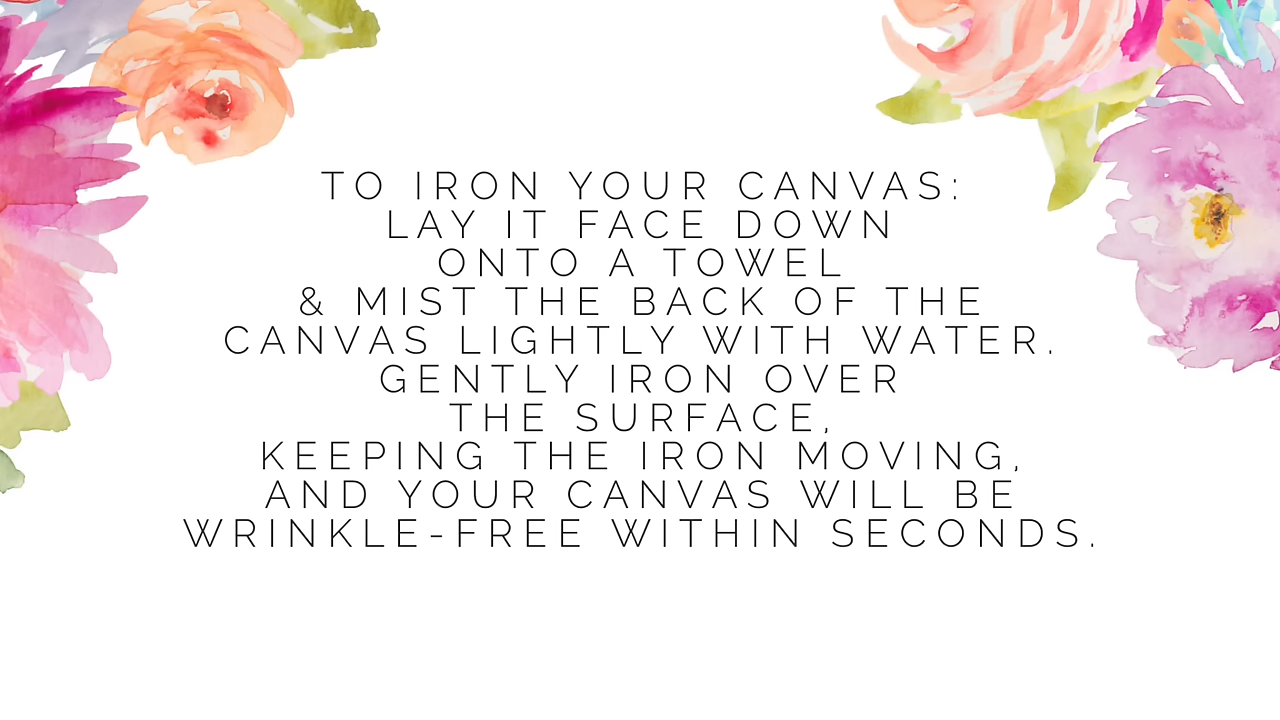 TO IRON YOUR CANVAS:
LAY IT FACE DOWN
ONTO A TOWEL
& MIST THE BACK OF THE
CANVAS LIGHTLY WITH WATER.
GENTLY IRON OVER
THE SURFACE,
KEEPING THE IRON MOVING,
AND YOUR CANVAS WILL BE
WRINKLE-FREE WITHIN SECONDS.